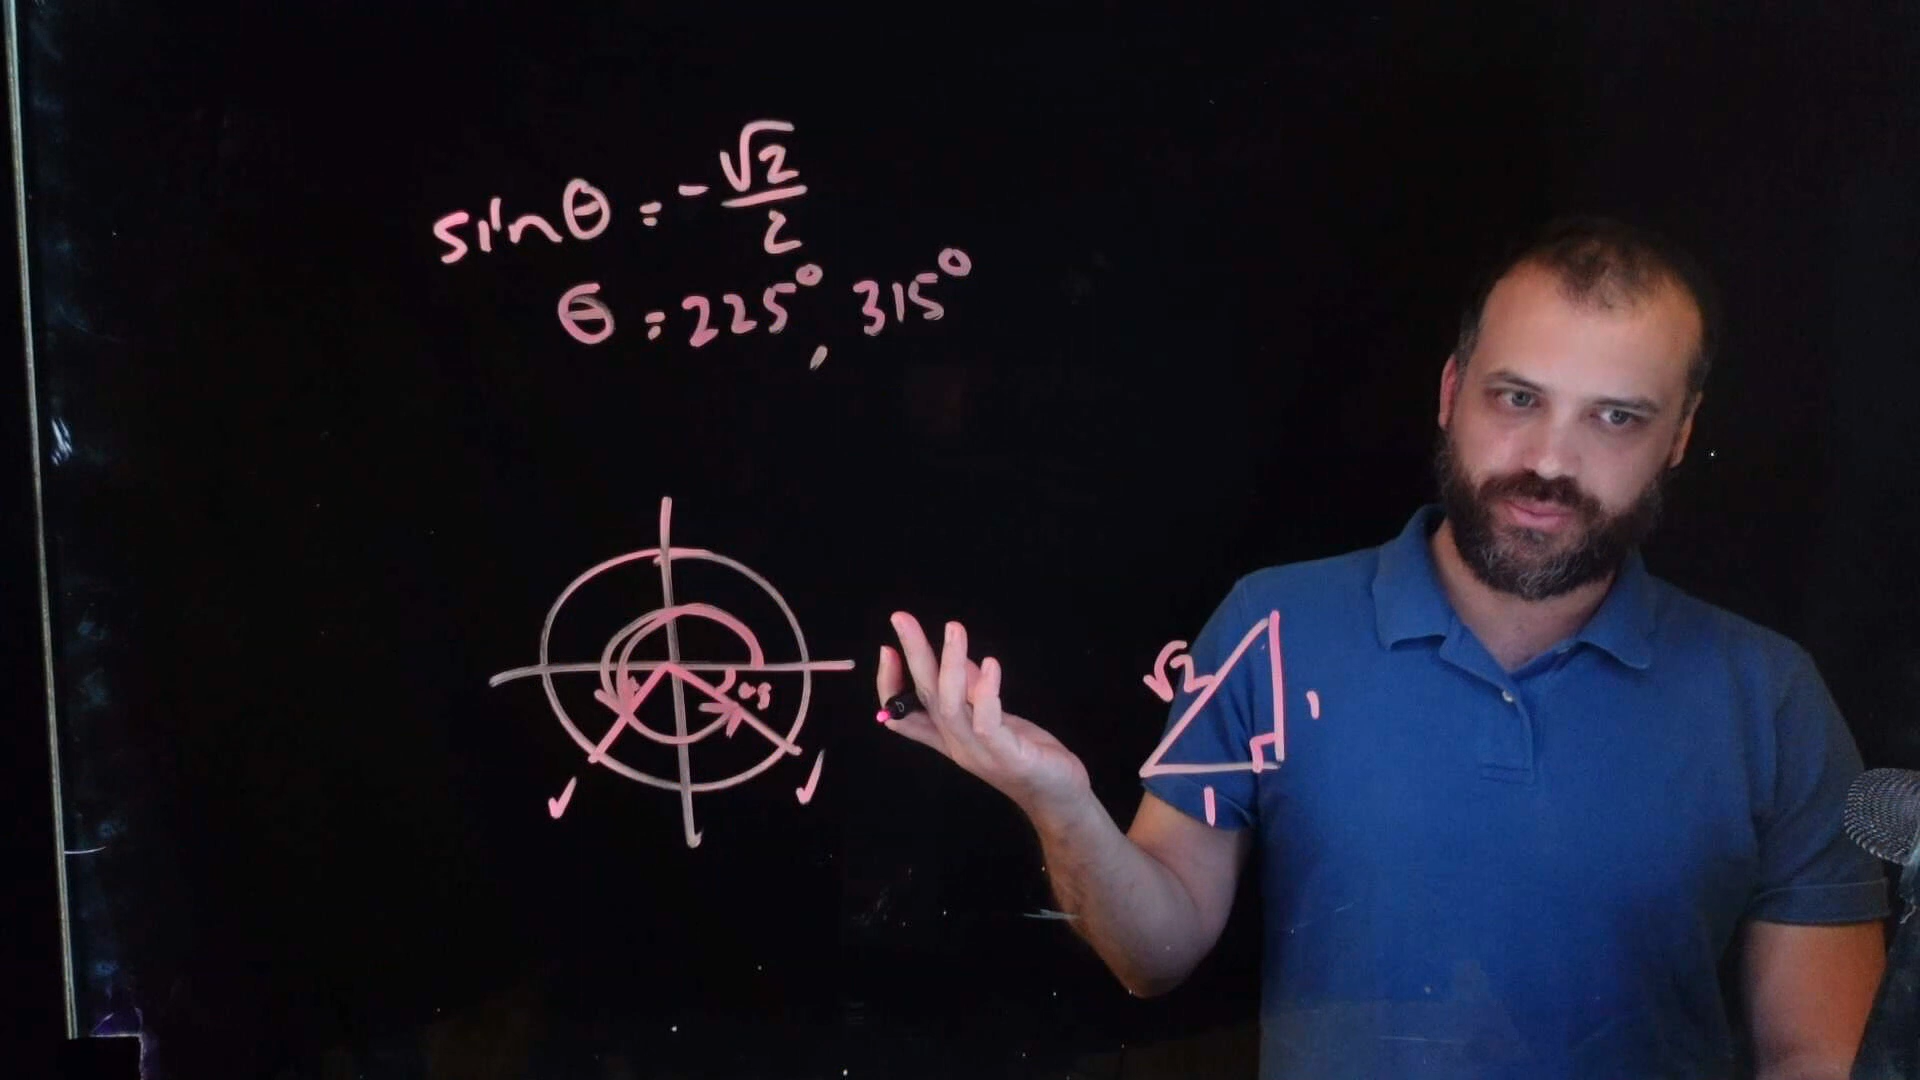 sinθ = -√2/2
θ = 225°, 315°
√2
1
1